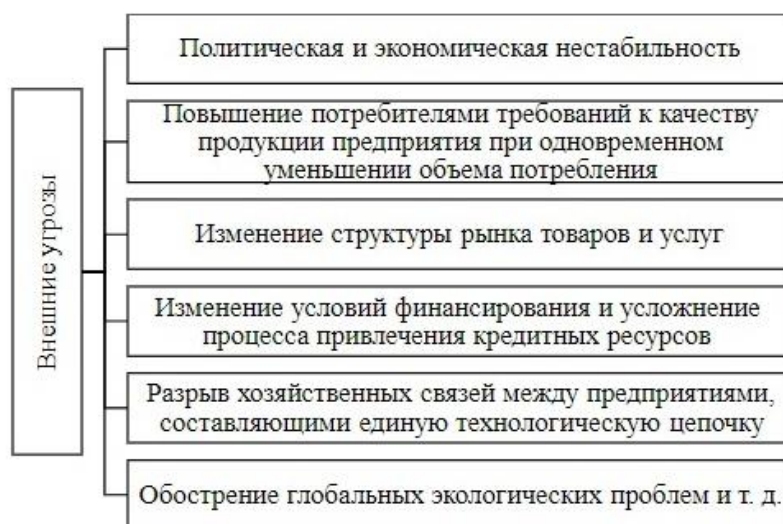 Внешние угрозы
Политическая и экономическая нестабильность
Повышение потребителями требований к качеству
продукции предприятия при одновременном
уменьшении объема потребления
Изменение структуры рынка товаров и услуг
Изменение условий финансирования и усложнение
процесса привлечения кредитных ресурсов
Разрыв хозяйственных связей между предприятиями,
составляющими единую технологическую цепочку
Обострение глобальных экологических проблем и т. д.